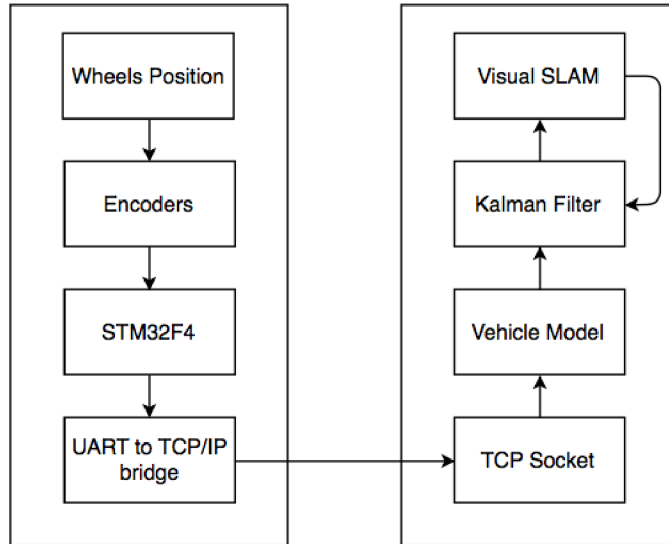 Wheels Position
Encoders
STM32F4
UART to TCP/IP
bridge
Visual SLAM
Kalman Filter
Vehicle Model
TCP Socket